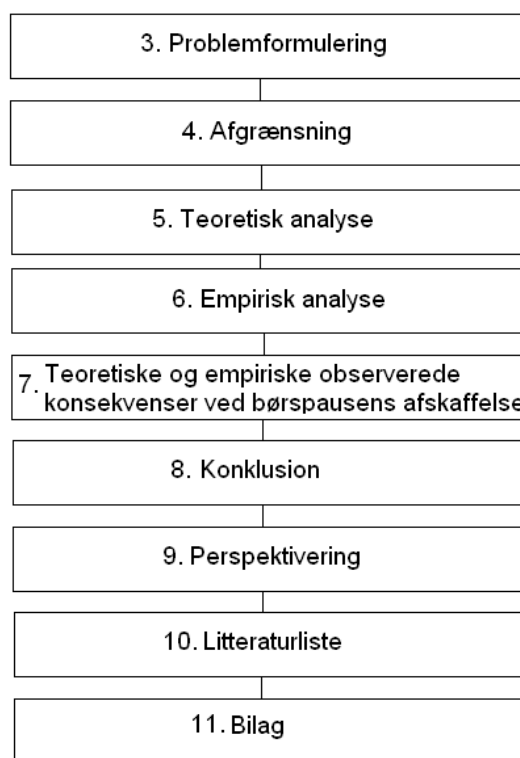 3. Problemformulering
4. Afgrænsning
5. Teoretisk analyse
6. Empirisk analyse
7. Teoretiske og empiriske observerede
konsekvenser ved børspausens afskaffelse
8. Konklusion
9. Perspektivering
10. Litteraturliste
11. Bilag